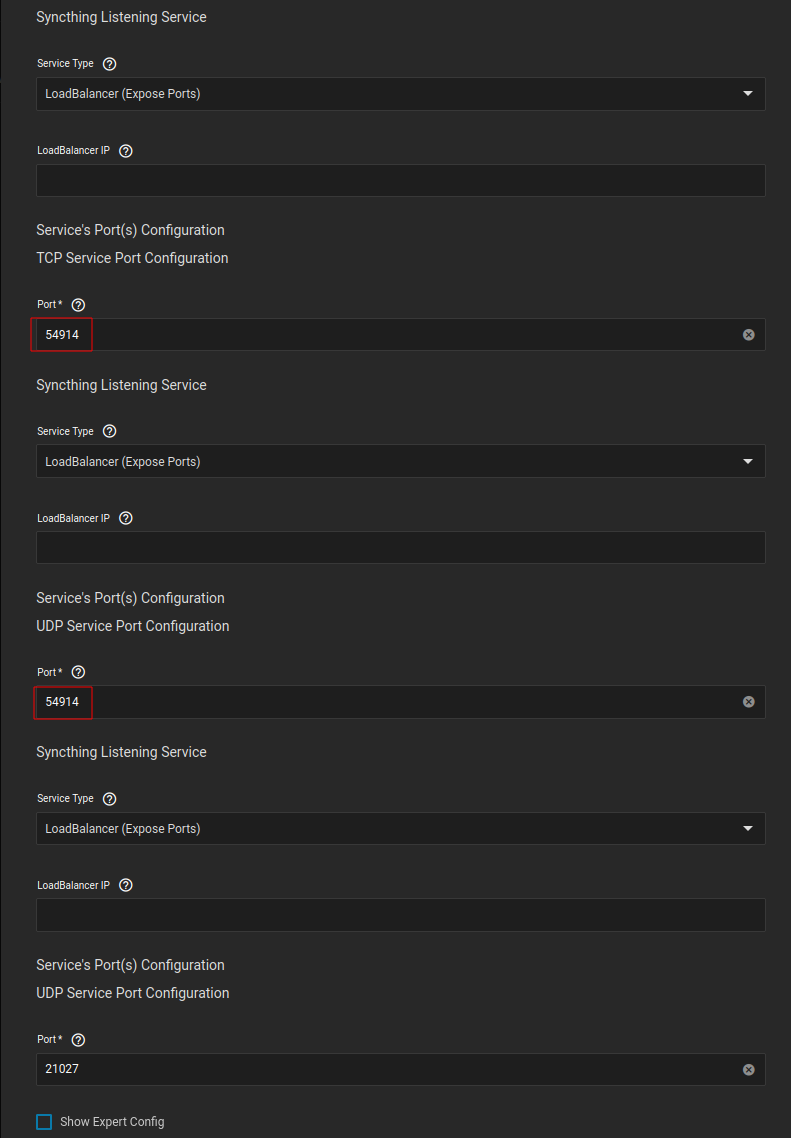 Syncthing Listening Service
Service Type
LoadBalancer (Expose Ports)
LoadBalancer IP
Service's Port(s) Configuration
TCP Service Port Configuration
Port *
54914
Syncthing Listening Service
Service Type
LoadBalancer (Expose Ports)
LoadBalancer IP
Service's Port(s) Configuration
UDP Service Port Configuration
Port *
54914
Syncthing Listening Service
Service Type
LoadBalancer (Expose Ports)
LoadBalancer IP
Service's Port(s) Configuration
UDP Service Port Configuration
Port *
21027
Show Expert Config